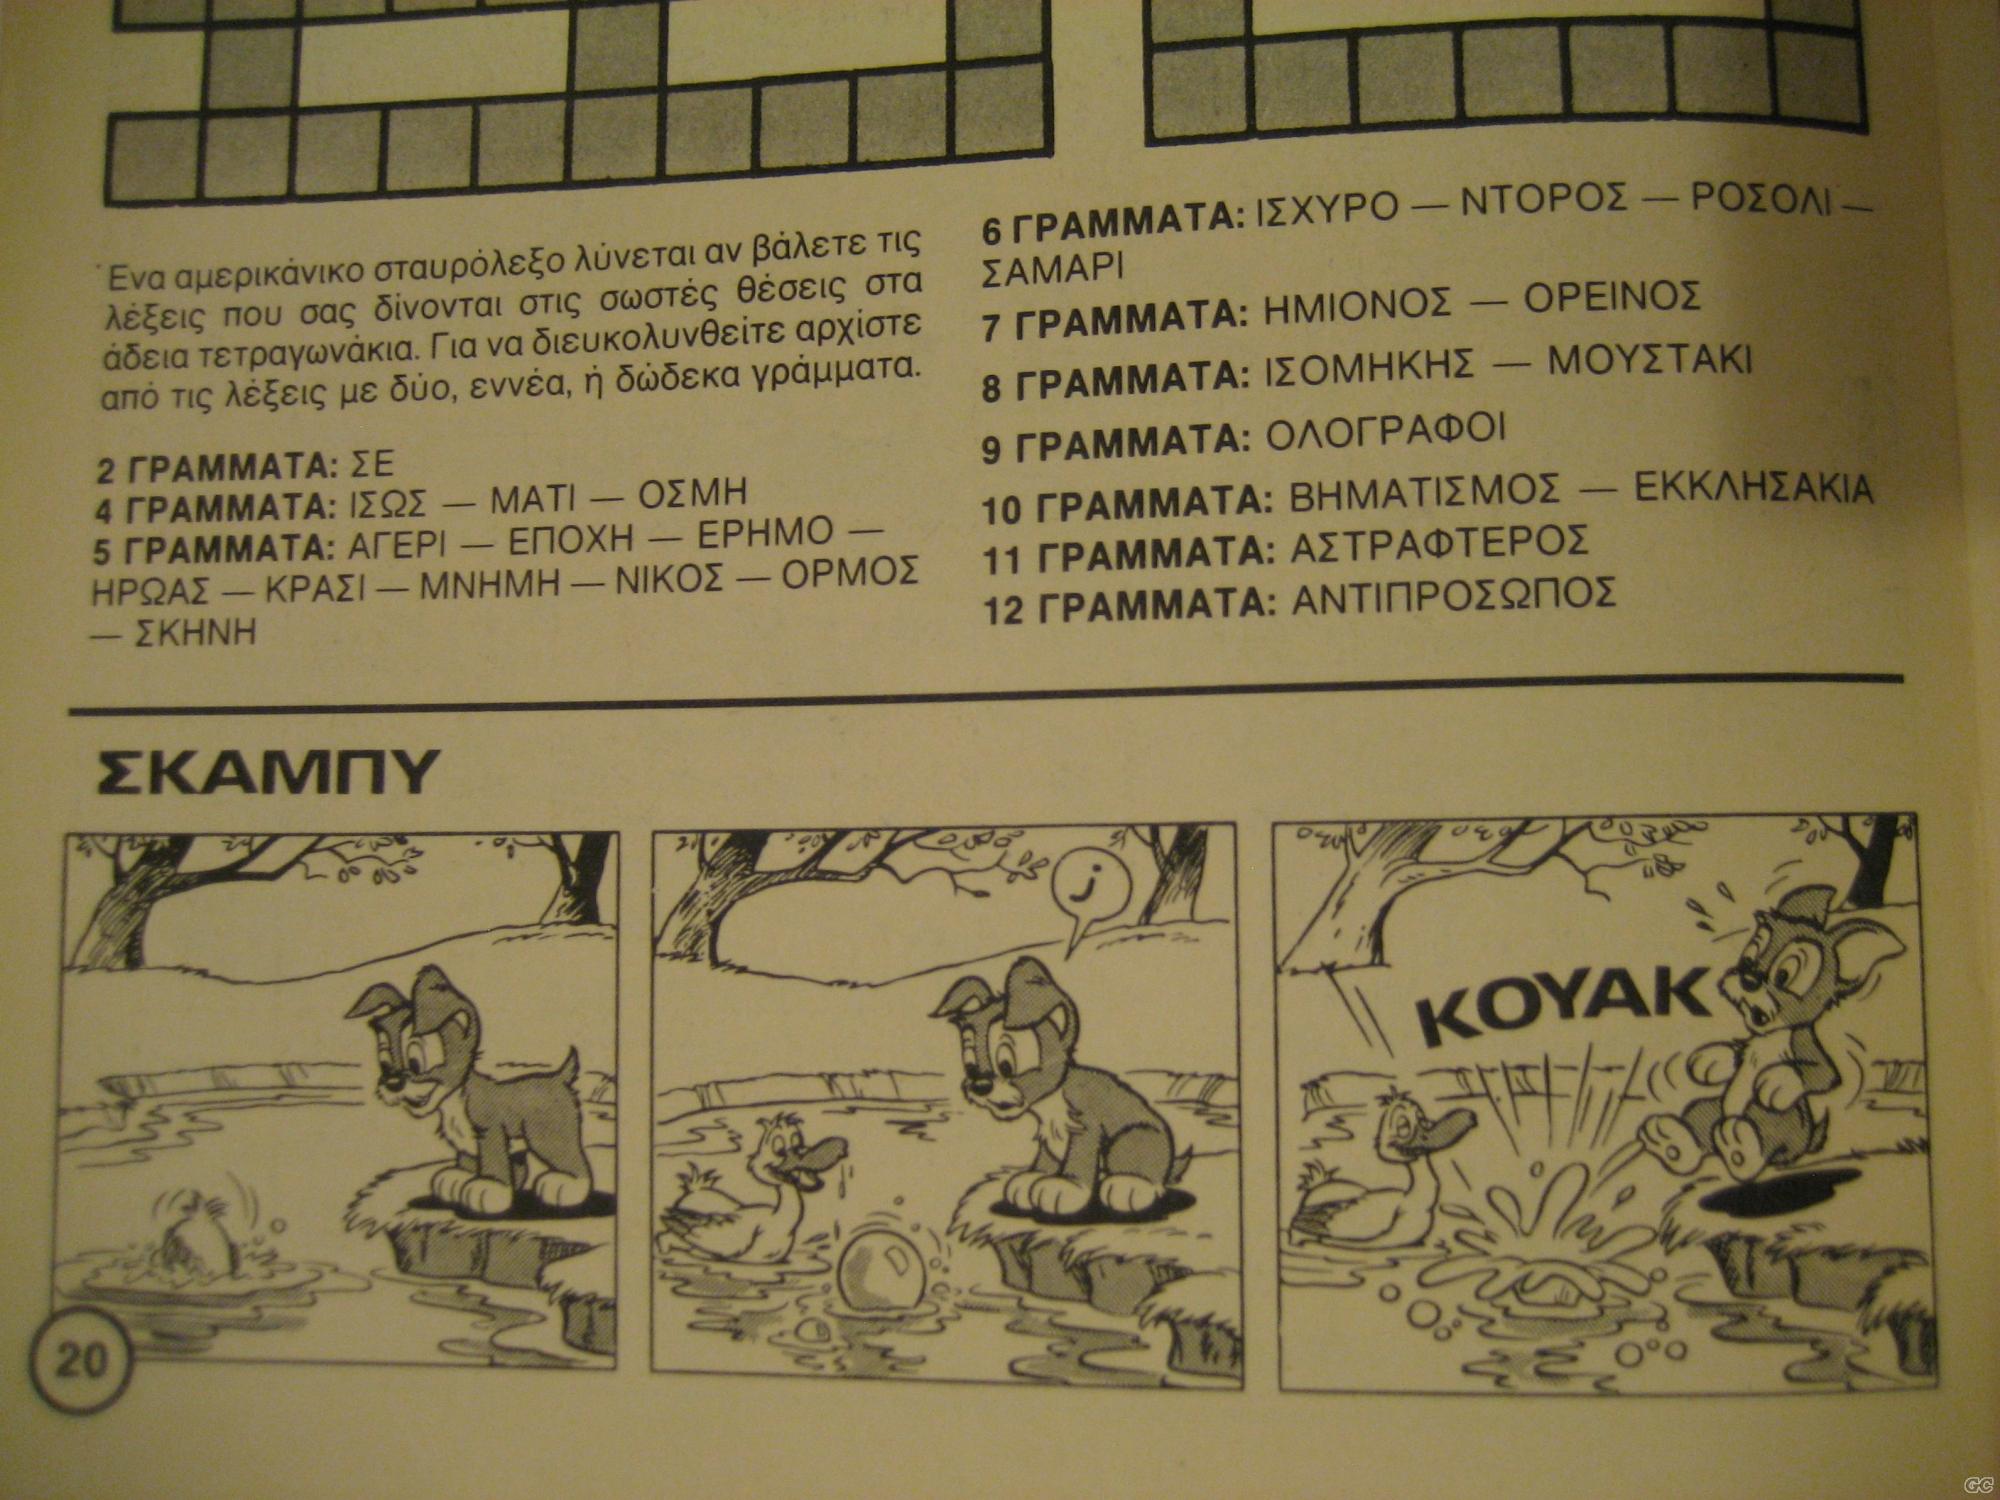 Ένα αμερικάνικο σταυρόλεξο λύνεται αν βάλετε τις
λέξεις που σας δίνονται στις σωστές θέσεις στα
άδεια τετραγωνάκια. Για να διευκολυνθείτε αρχίστε
από τις λέξεις με δύο, εννέα, ή δώδεκα γράμματα.
2 ΓΡΑΜΜΑΤΑ: ΣΕ
4 ΓΡΑΜΜΑΤΑ: ΙΣΩΣ — ΜΑΤΙ — ΟΣΜΗ
5 ΓΡΑΜΜΑΤΑ: ΑΓΕΡΙ — ΕΠΟΧΗ — ΕΡΗΜΟ —
ΗΡΩΑΣ — ΚΡΑΣΙ — ΜΝΗΜΗ — ΝΙΚΟΣ — ΟΡΜΟΣ
— ΣΚΗΝΗ
6 ΓΡΑΜΜΑΤΑ: ΙΣΧΥΡΟ — ΝΤΟΡΟΣ — ΡΟΣΟΛΙ —
ΣΑΜΑΡΙ
7 ΓΡΑΜΜΑΤΑ: ΗΜΙΟΝΟΣ — ΟΡΕΙΝΟΣ
8 ΓΡΑΜΜΑΤΑ: ΙΣΟΜΗΚΗΣ — ΜΟΥΣΤΑΚΙ
9 ΓΡΑΜΜΑΤΑ: ΟΛΟΓΡΑΦΟΙ
10 ΓΡΑΜΜΑΤΑ: ΒΗΜΑΤΙΣΜΟΣ — ΕΚΚΛΗΣΑΚΙΑ
11 ΓΡΑΜΜΑΤΑ: ΑΣΤΡΑΦΤΕΡΟΣ
12 ΓΡΑΜΜΑΤΑ: ΑΝΤΙΠΡΟΣΩΠΟΣ
ΣΚΑΜΠΥ
;
ΚΟΥΑΚ
20
GC